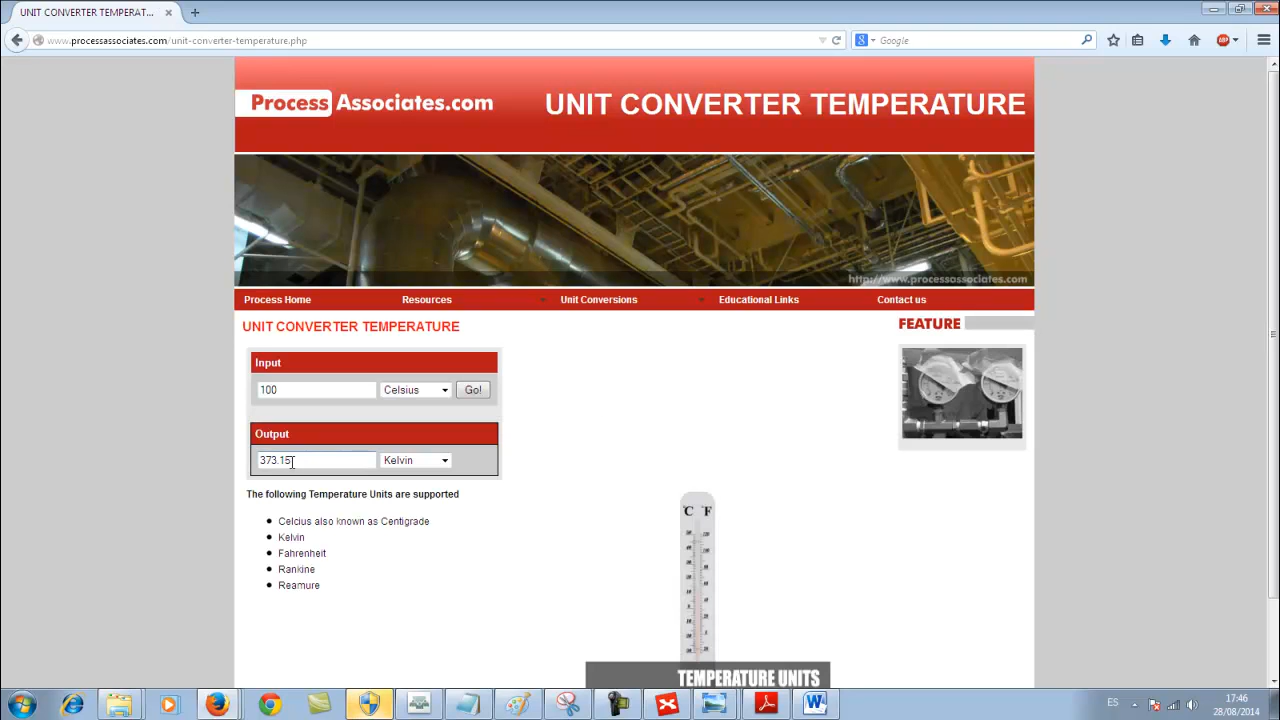 UNIT CONVERTER TEMPERAT...
www.processassociates.com/unit-converter-temperature.php
Google
Process Associates.com
UNIT CONVERTER TEMPERATURE
http://www.processassociates.com
Process Home Resources Unit Conversions Educational Links Contact us
UNIT CONVERTER TEMPERATURE
FEATURE
Input
100 Celsius Go!
Output
373.15 Kelvin
The following Temperature Units are supported
Celcius also known as Centigrade
Kelvin
Fahrenheit
Rankine
Reamure
C F
TEMPERATURE UNITS
ES
17:46
28/08/2014